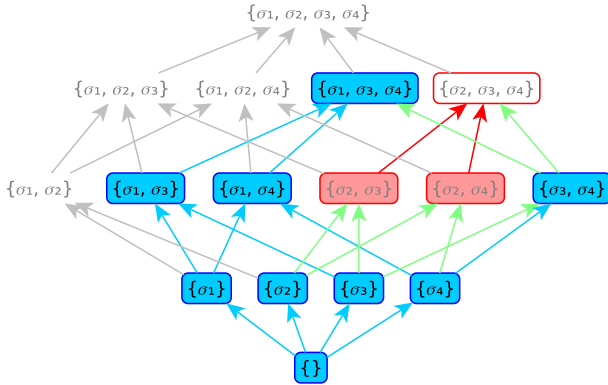 {σ₁, σ₂, σ₃, σ₄}
{σ₁, σ₂, σ₃} {σ₁, σ₂, σ₄} {σ₁, σ₃, σ₄} {σ₂, σ₃, σ₄}
{σ₁, σ₂} {σ₁, σ₃} {σ₁, σ₄} {σ₂, σ₃} {σ₂, σ₄} {σ₃, σ₄}
{σ₁} {σ₂} {σ₃} {σ₄}
{}